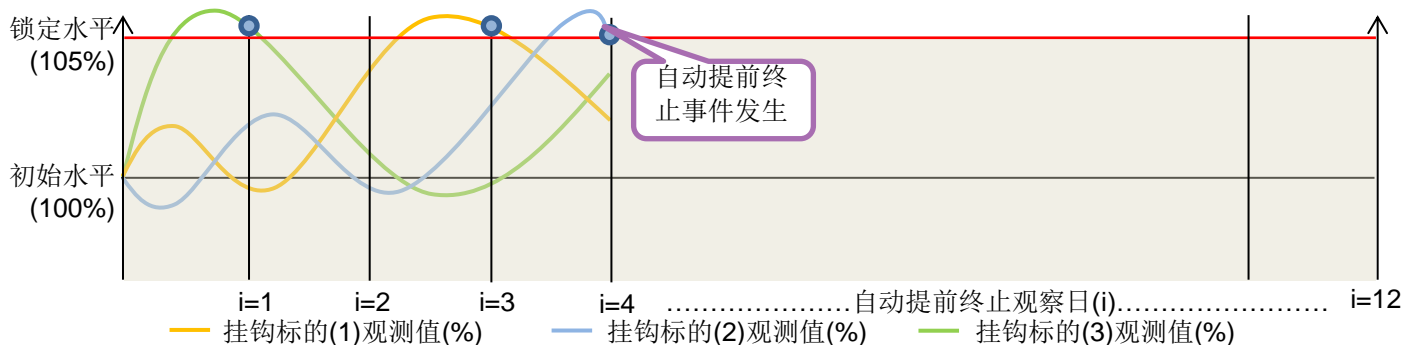 锁定水平
(105%)
自动提前终
止事件发生
初始水平
(100%)
i=1 i=2 i=3 i=4 .....................自动提前终止观察日(i)........................ i=12
挂钩标的(1)观测值(%) 挂钩标的(2)观测值(%) 挂钩标的(3)观测值(%)